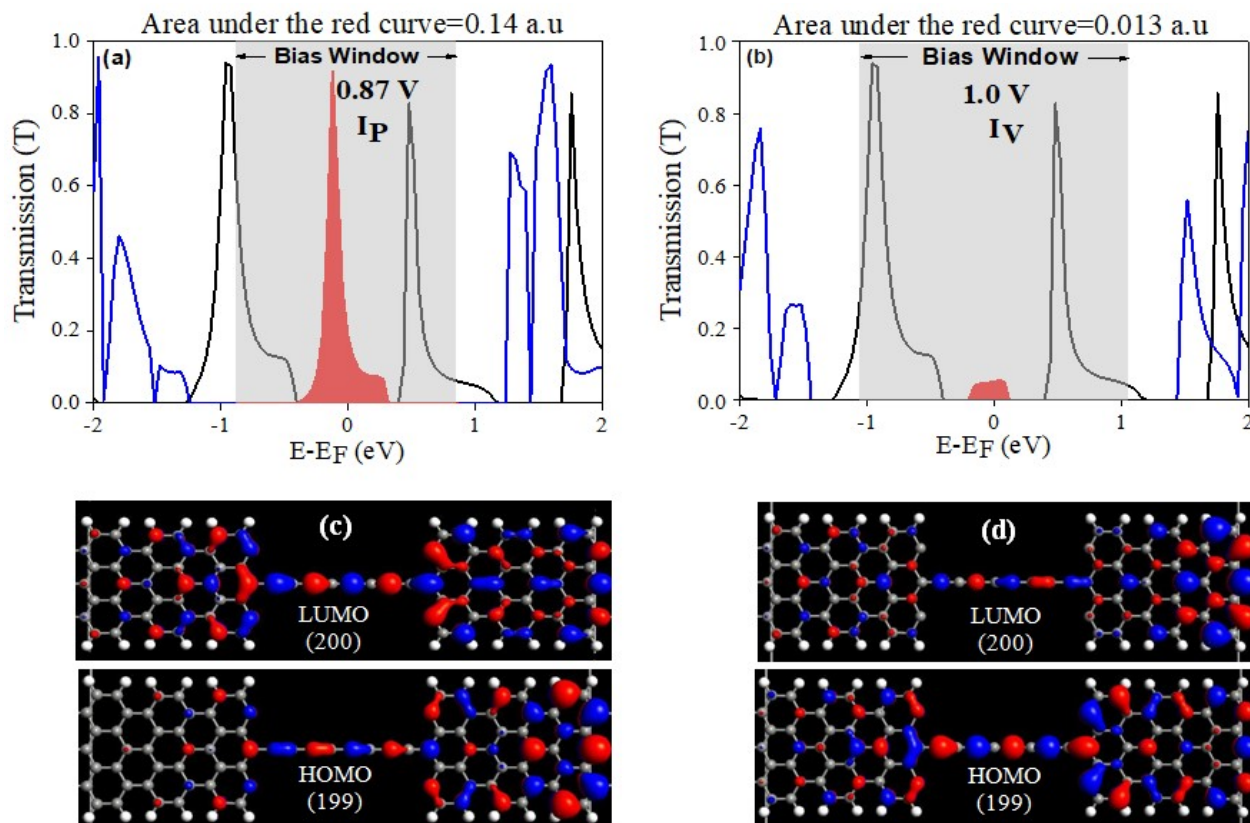 Area under the red curve=0.14 a.u
(a)
Bias Window
0.87 V
IP
Transmission (T)
1.0
0.8
0.6
0.4
0.2
0.0
-2 -1 0 1 2
E-EF (eV)
Area under the red curve=0.013 a.u
(b)
Bias Window
1.0 V
IV
Transmission (T)
1.0
0.8
0.6
0.4
0.2
0.0
-2 -1 0 1 2
E-EF (eV)
(c)
LUMO
(200)
HOMO
(199)
(d)
LUMO
(200)
HOMO
(199)